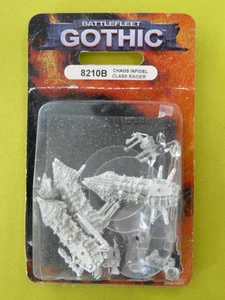 BATTLEFLEET
GOTHIC
8210B
CHAOS INFIDEL
CLASS RAIDER